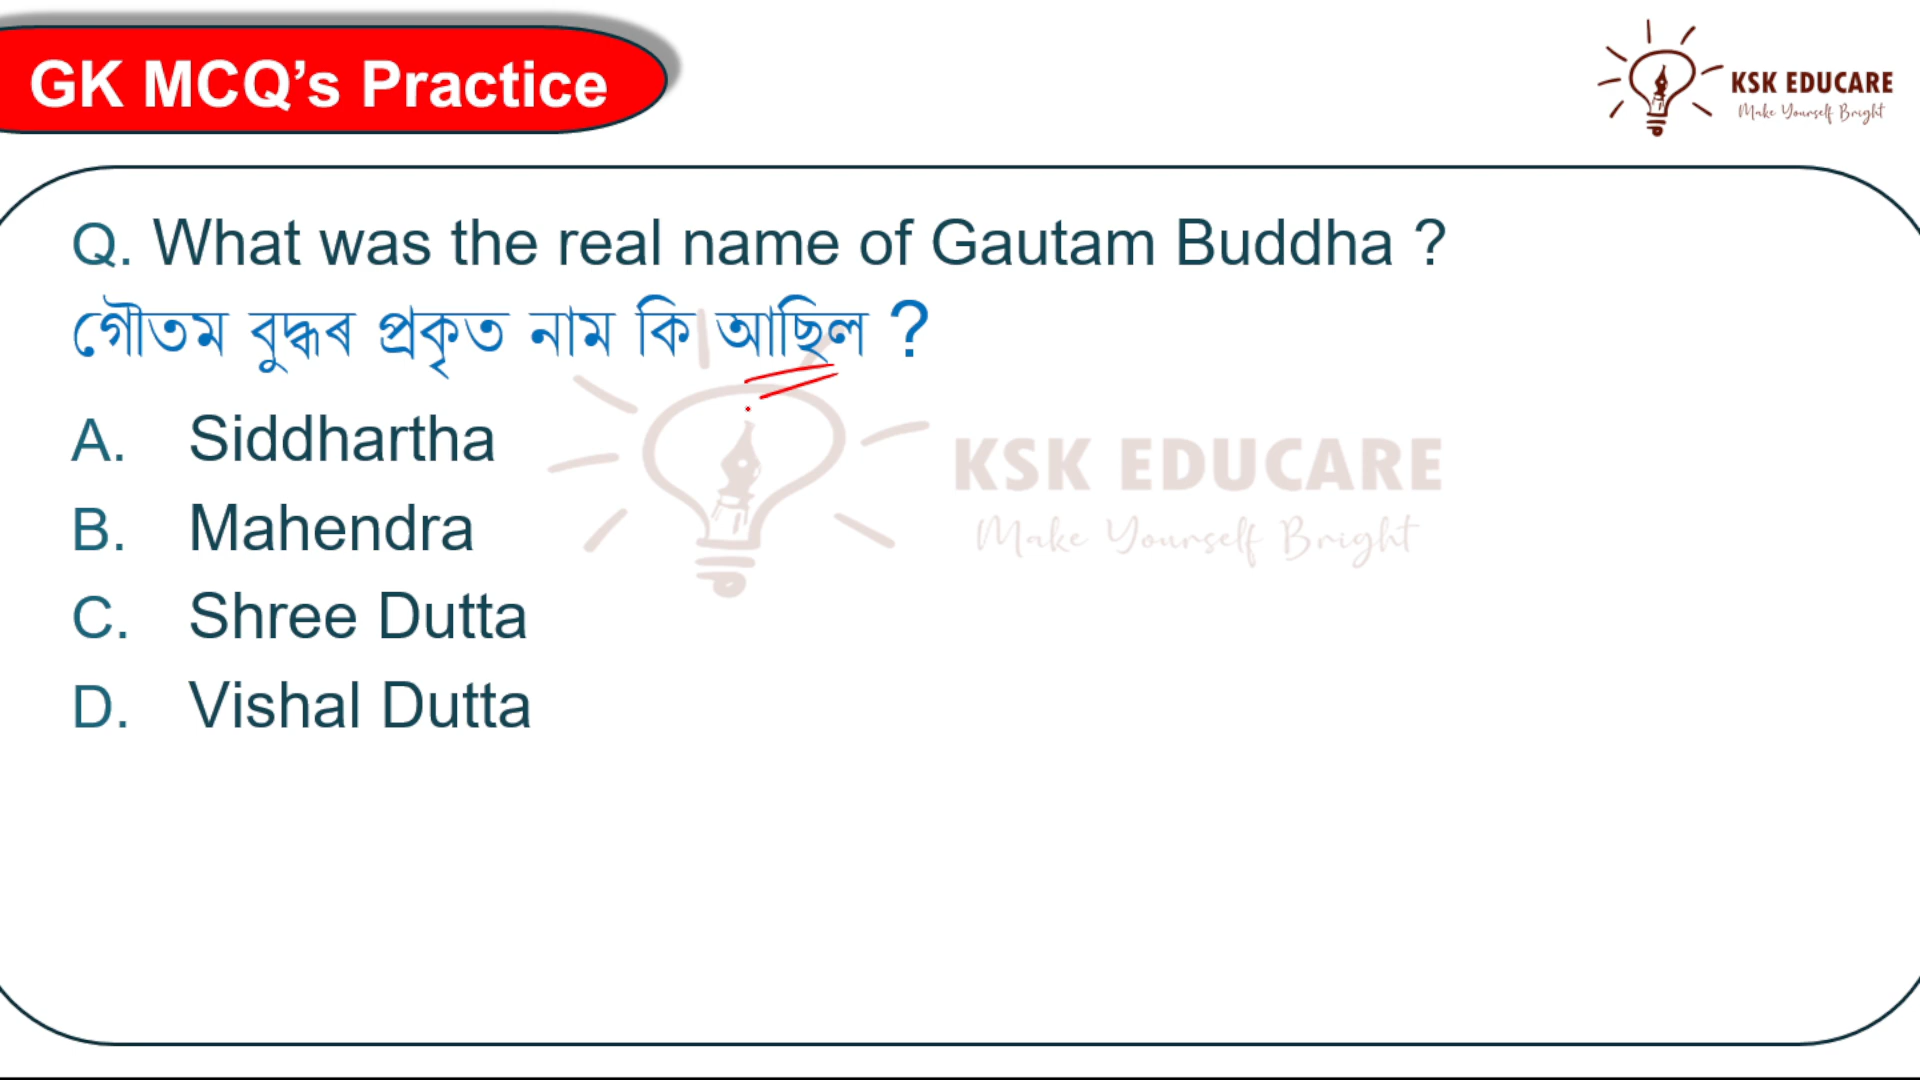 GK MCQ's Practice
KSK EDUCARE
Make Yourself Bright
Q. What was the real name of Gautam Buddha ?
গৌতম বুদ্ধৰ প্ৰকৃত নাম কি আছিল ?
A. Siddhartha
B. Mahendra
C. Shree Dutta
D. Vishal Dutta
KSK EDUCARE
Make Yourself Bright